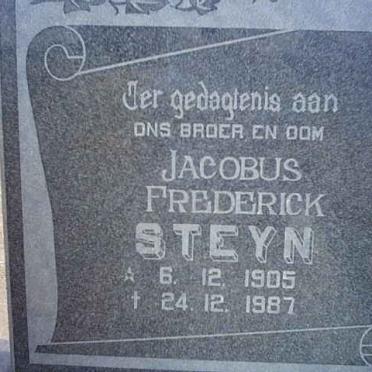 Ter gedagtenis aan
ONS BROER EN OOM
JACOBUS
FREDERICK
STEYN
☆ 6. 12. 1905
† 24. 12. 1987